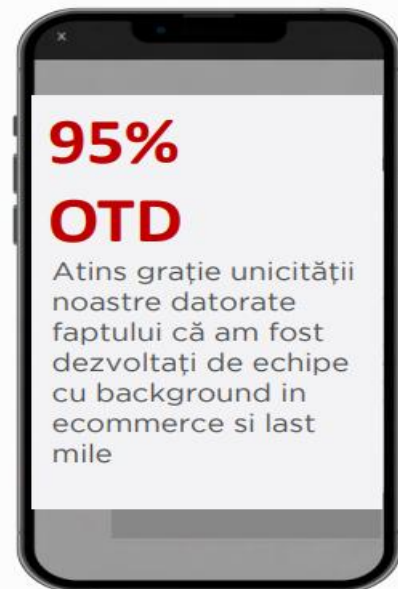 ×
95%
OTD
Atins grație unicității
noastre datorate
faptului că am fost
dezvoltați de echipe
cu background in
ecommerce si last
mile